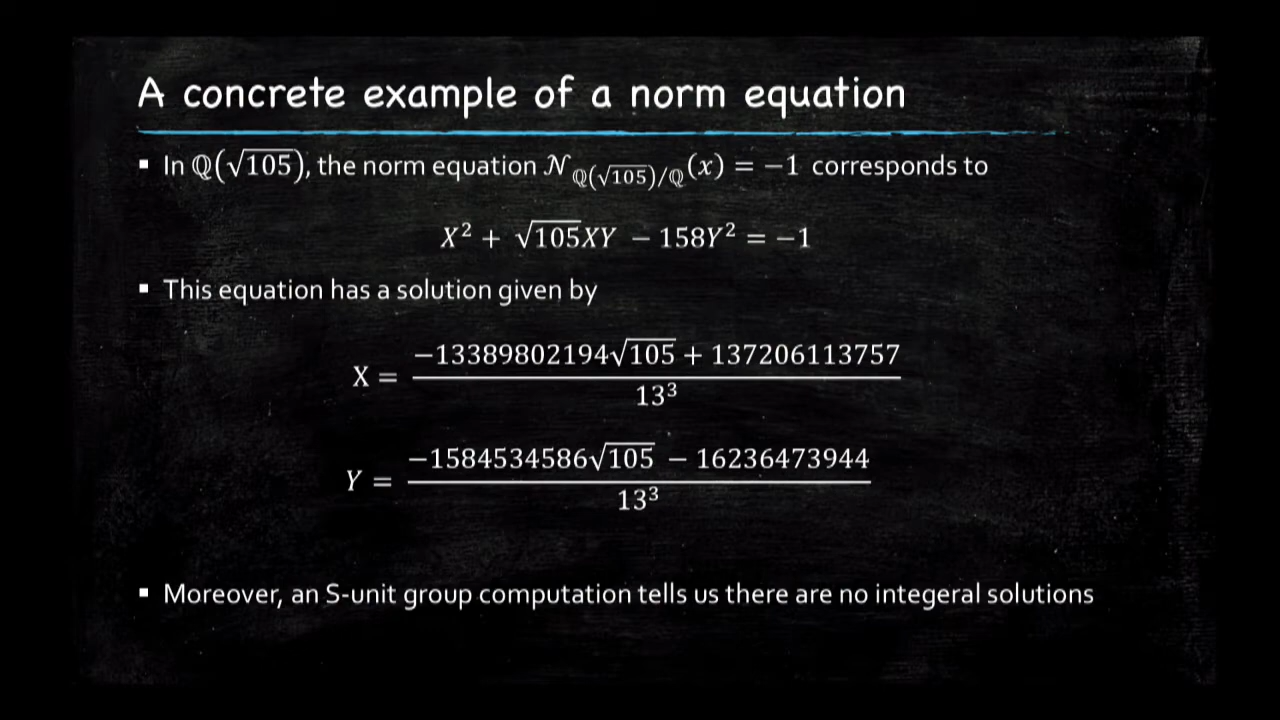 A concrete example of a norm equation
▪ In ℚ(√105), the norm equation 𝒩_{ℚ(√105)/ℚ}(x) = −1 corresponds to
X² + √105XY − 158Y² = −1
▪ This equation has a solution given by
X = (−13389802194√105 + 137206113757)/13³
Y = (−1584534586√105 − 16236473944)/13³
▪ Moreover, an S-unit group computation tells us there are no integeral solutions